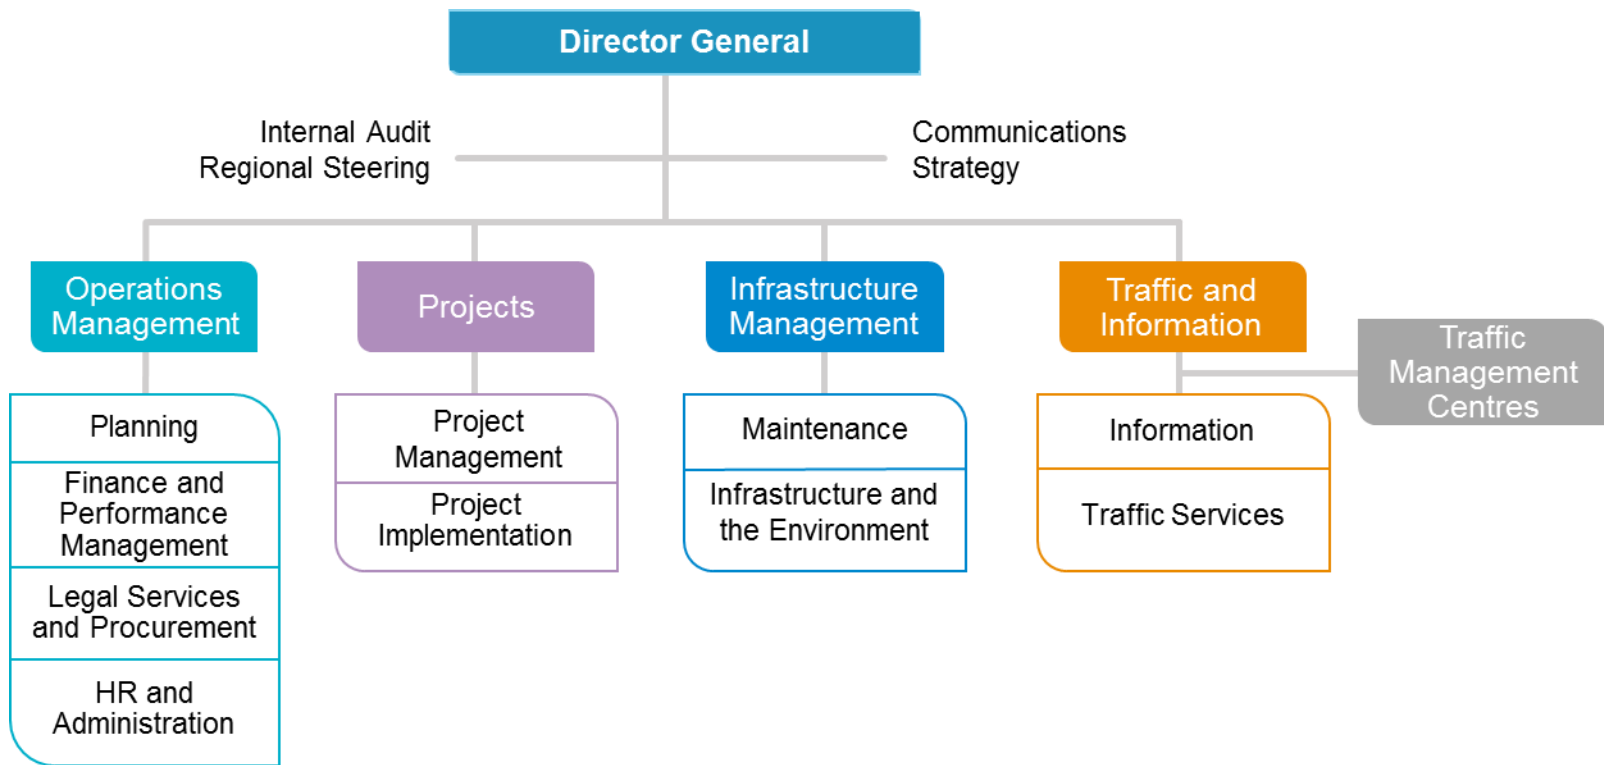 Director General
Internal Audit
Regional Steering
Communications
Strategy
Operations
Management
Projects
Infrastructure
Management
Traffic and
Information
Traffic
Management
Centres
Planning
Finance and
Performance
Management
Legal Services
and Procurement
HR and
Administration
Project
Management
Project
Implementation
Maintenance
Infrastructure and
the Environment
Information
Traffic Services